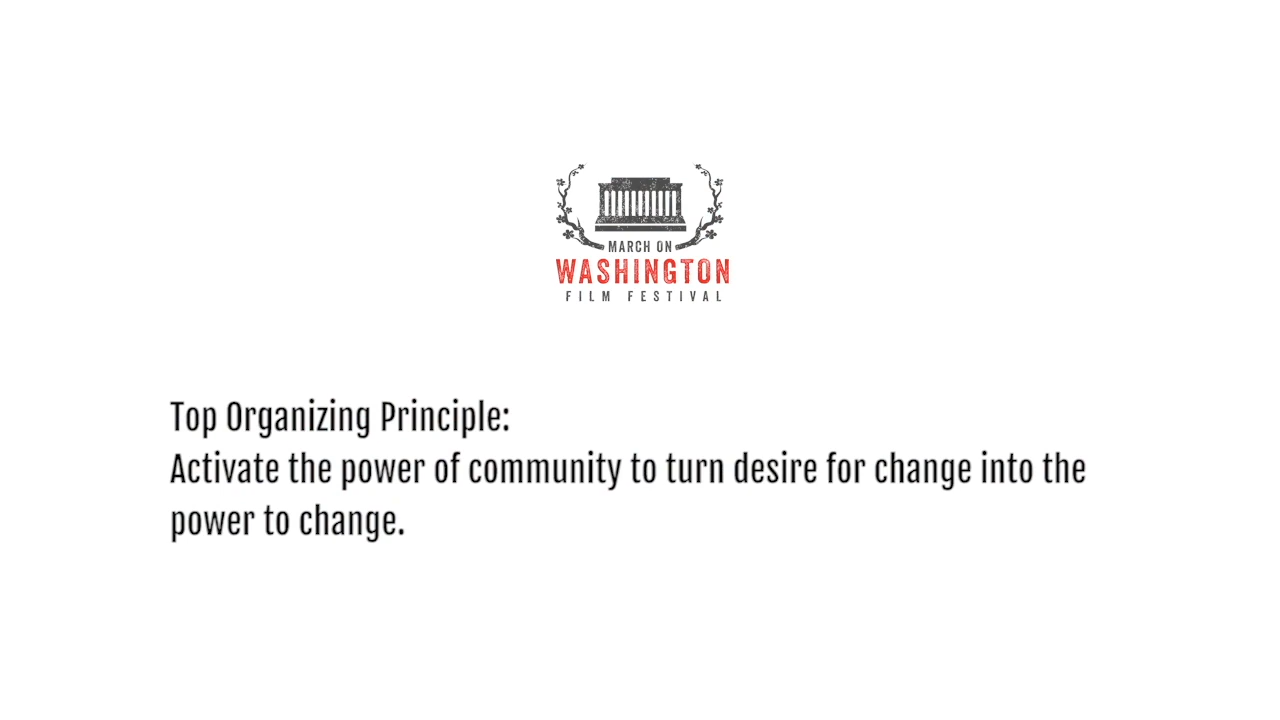 MARCH ON
WASHINGTON
FILM FESTIVAL
Top Organizing Principle:
Activate the power of community to turn desire for change into the
power to change.